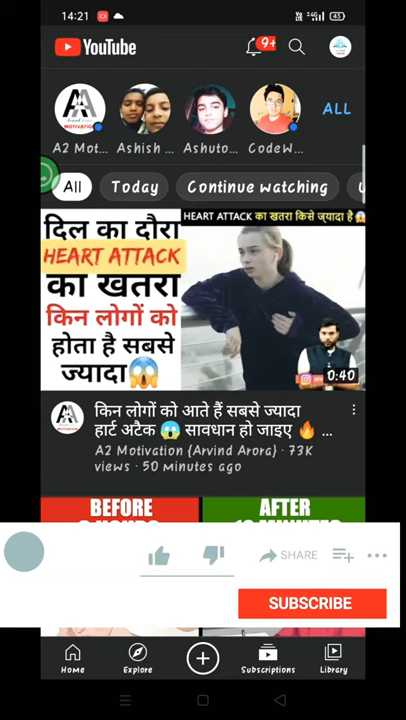 14:21
43
YouTube
9+
A2 Mot...
Ashish ...
Ashuto...
CodeW...
ALL
All
Today
Continue watching
दिल का दौरा
HEART ATTACK
का खतरा
किन लोगों को
होता है सबसे
ज्यादा😱
HEART ATTACK का खतरा किसे ज्यादा है😱
0:40
किन लोगों को आते हैं सबसे ज्यादा
हार्ट अटैक 😱 सावधान हो जाइए 🔥 ...
A2 Motivation {Arvind Arora} · 73K
views · 50 minutes ago
BEFORE
AFTER
SHARE
SUBSCRIBE
Home
Explore
Subscriptions
Library